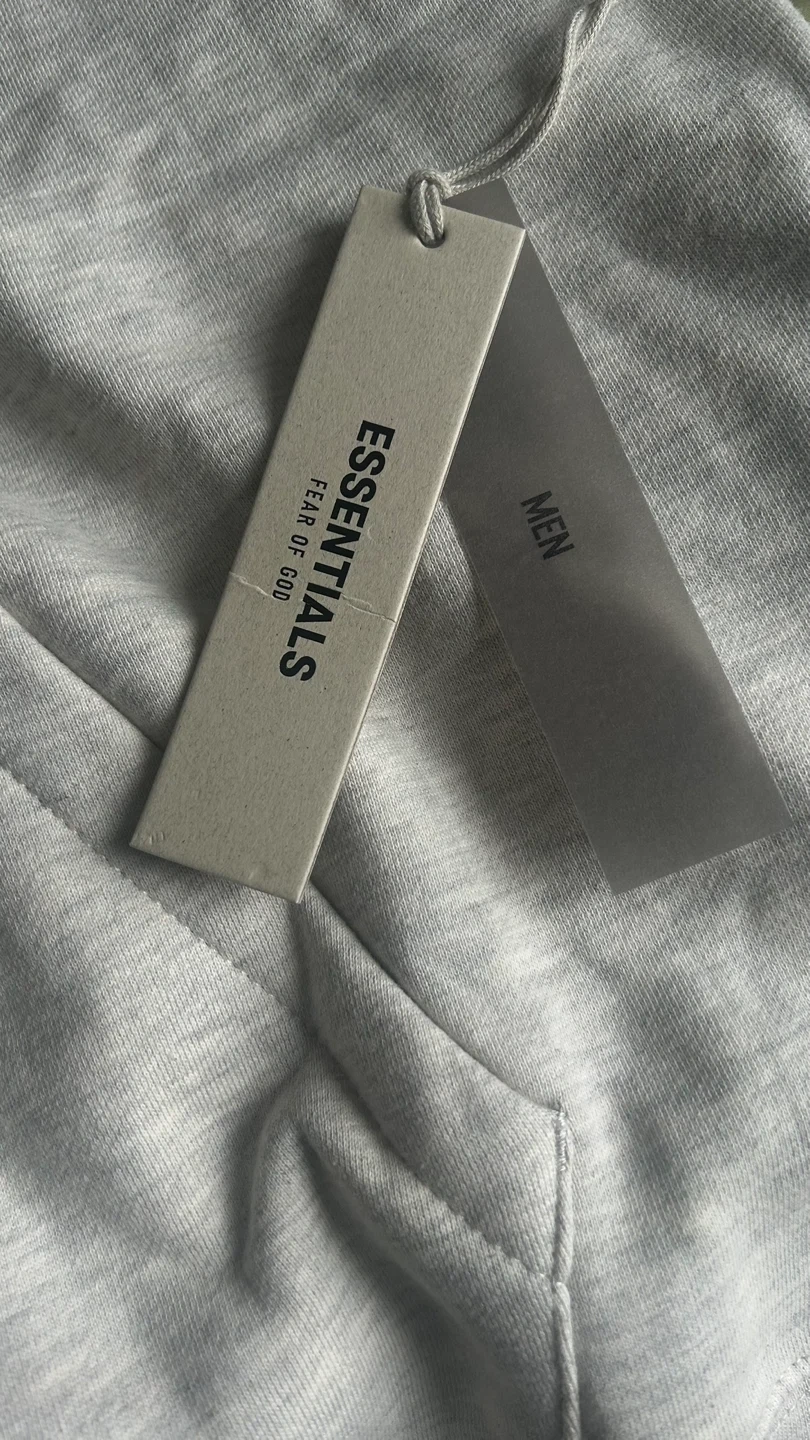 ESSENTIALS
FEAR OF GOD
MEN